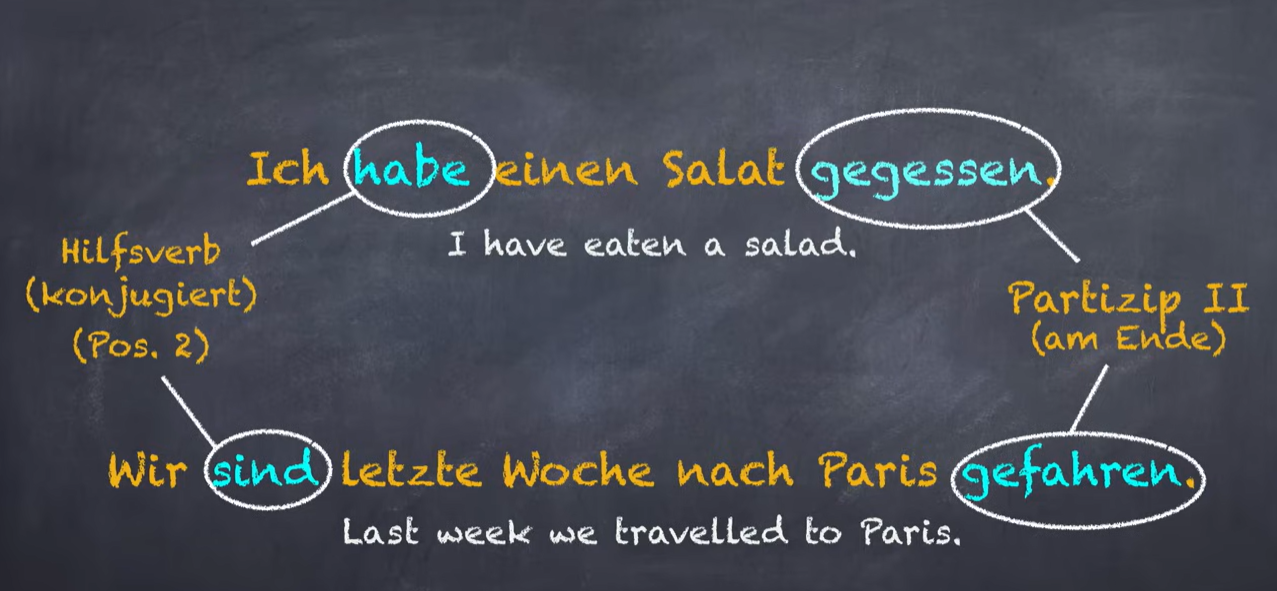 Ich habe einen Salat gegessen.
I have eaten a salad.
Hilfsverb
(konjugiert)
(Pos. 2)
Partizip II
(am Ende)
Wir sind letzte Woche nach Paris gefahren.
Last week we travelled to Paris.